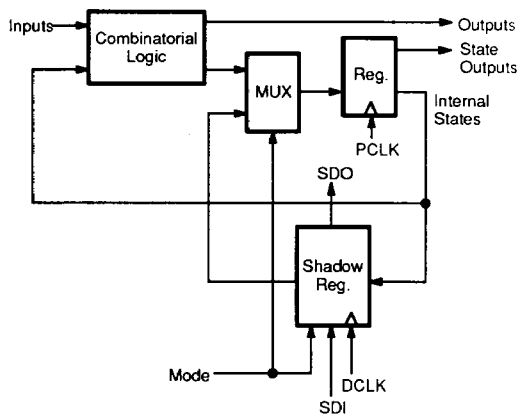 Inputs
Combinatorial
Logic
Outputs
State
Outputs
MUX
Reg.
Internal
States
PCLK
SDO
Shadow
Reg.
Mode
DCLK
SDI